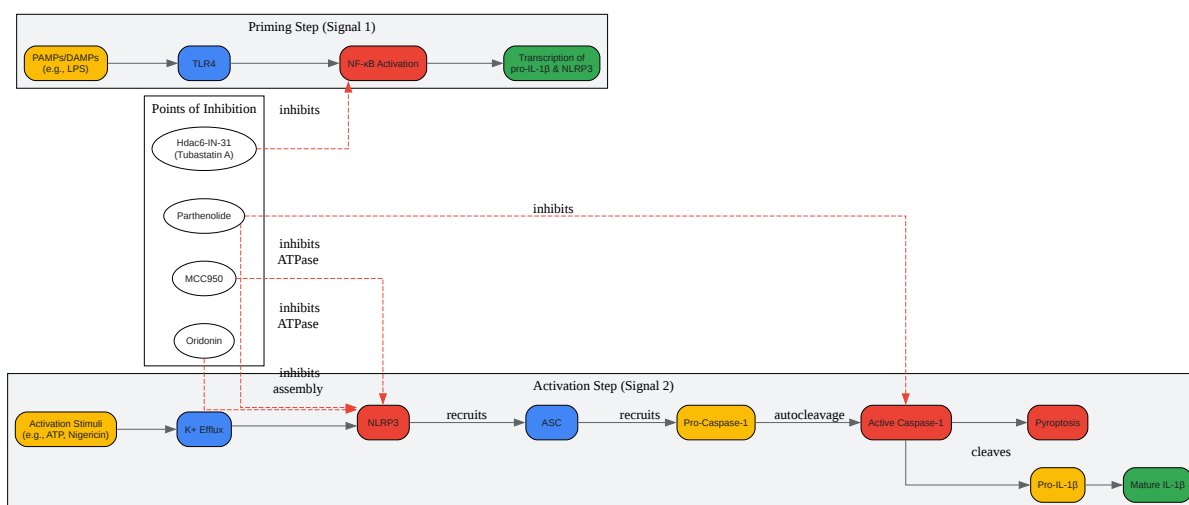 Priming Step (Signal 1)
PAMPs/DAMPs
(e.g., LPS)
TLR4
NF-κB Activation
Transcription of
pro-IL-1β & NLRP3
Points of Inhibition
inhibits
Hdac6-IN-31
(Tubastatin A)
Parthenolide
inhibits
inhibits
ATPase
MCC950
inhibits
ATPase
Oridonin
inhibits
assembly
Activation Step (Signal 2)
Activation Stimuli
(e.g., ATP, Nigericin)
K+ Efflux
NLRP3
recruits
ASC
recruits
Pro-Caspase-1
autocleavage
Active Caspase-1
Pyroptosis
cleaves
Pro-IL-1β
Mature IL-1β